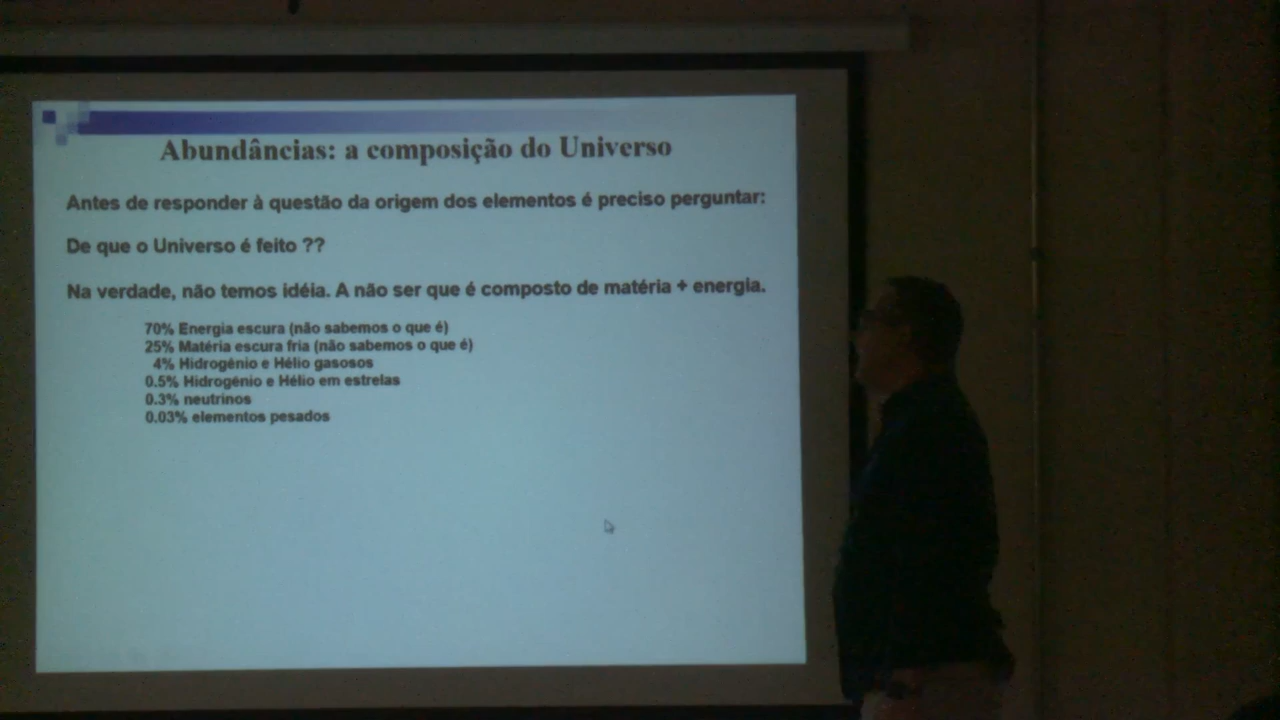 Abundâncias: a composição do Universo
Antes de responder à questão da origem dos elementos é preciso perguntar:
De que o Universo é feito ??
Na verdade, não temos idéia. A não ser que é composto de matéria + energia.
70% Energia escura (não sabemos o que é)
25% Matéria escura fria (não sabemos o que é)
4% Hidrogênio e Hélio gasosos
0.5% Hidrogênio e Hélio em estrelas
0.3% neutrinos
0.03% elementos pesados